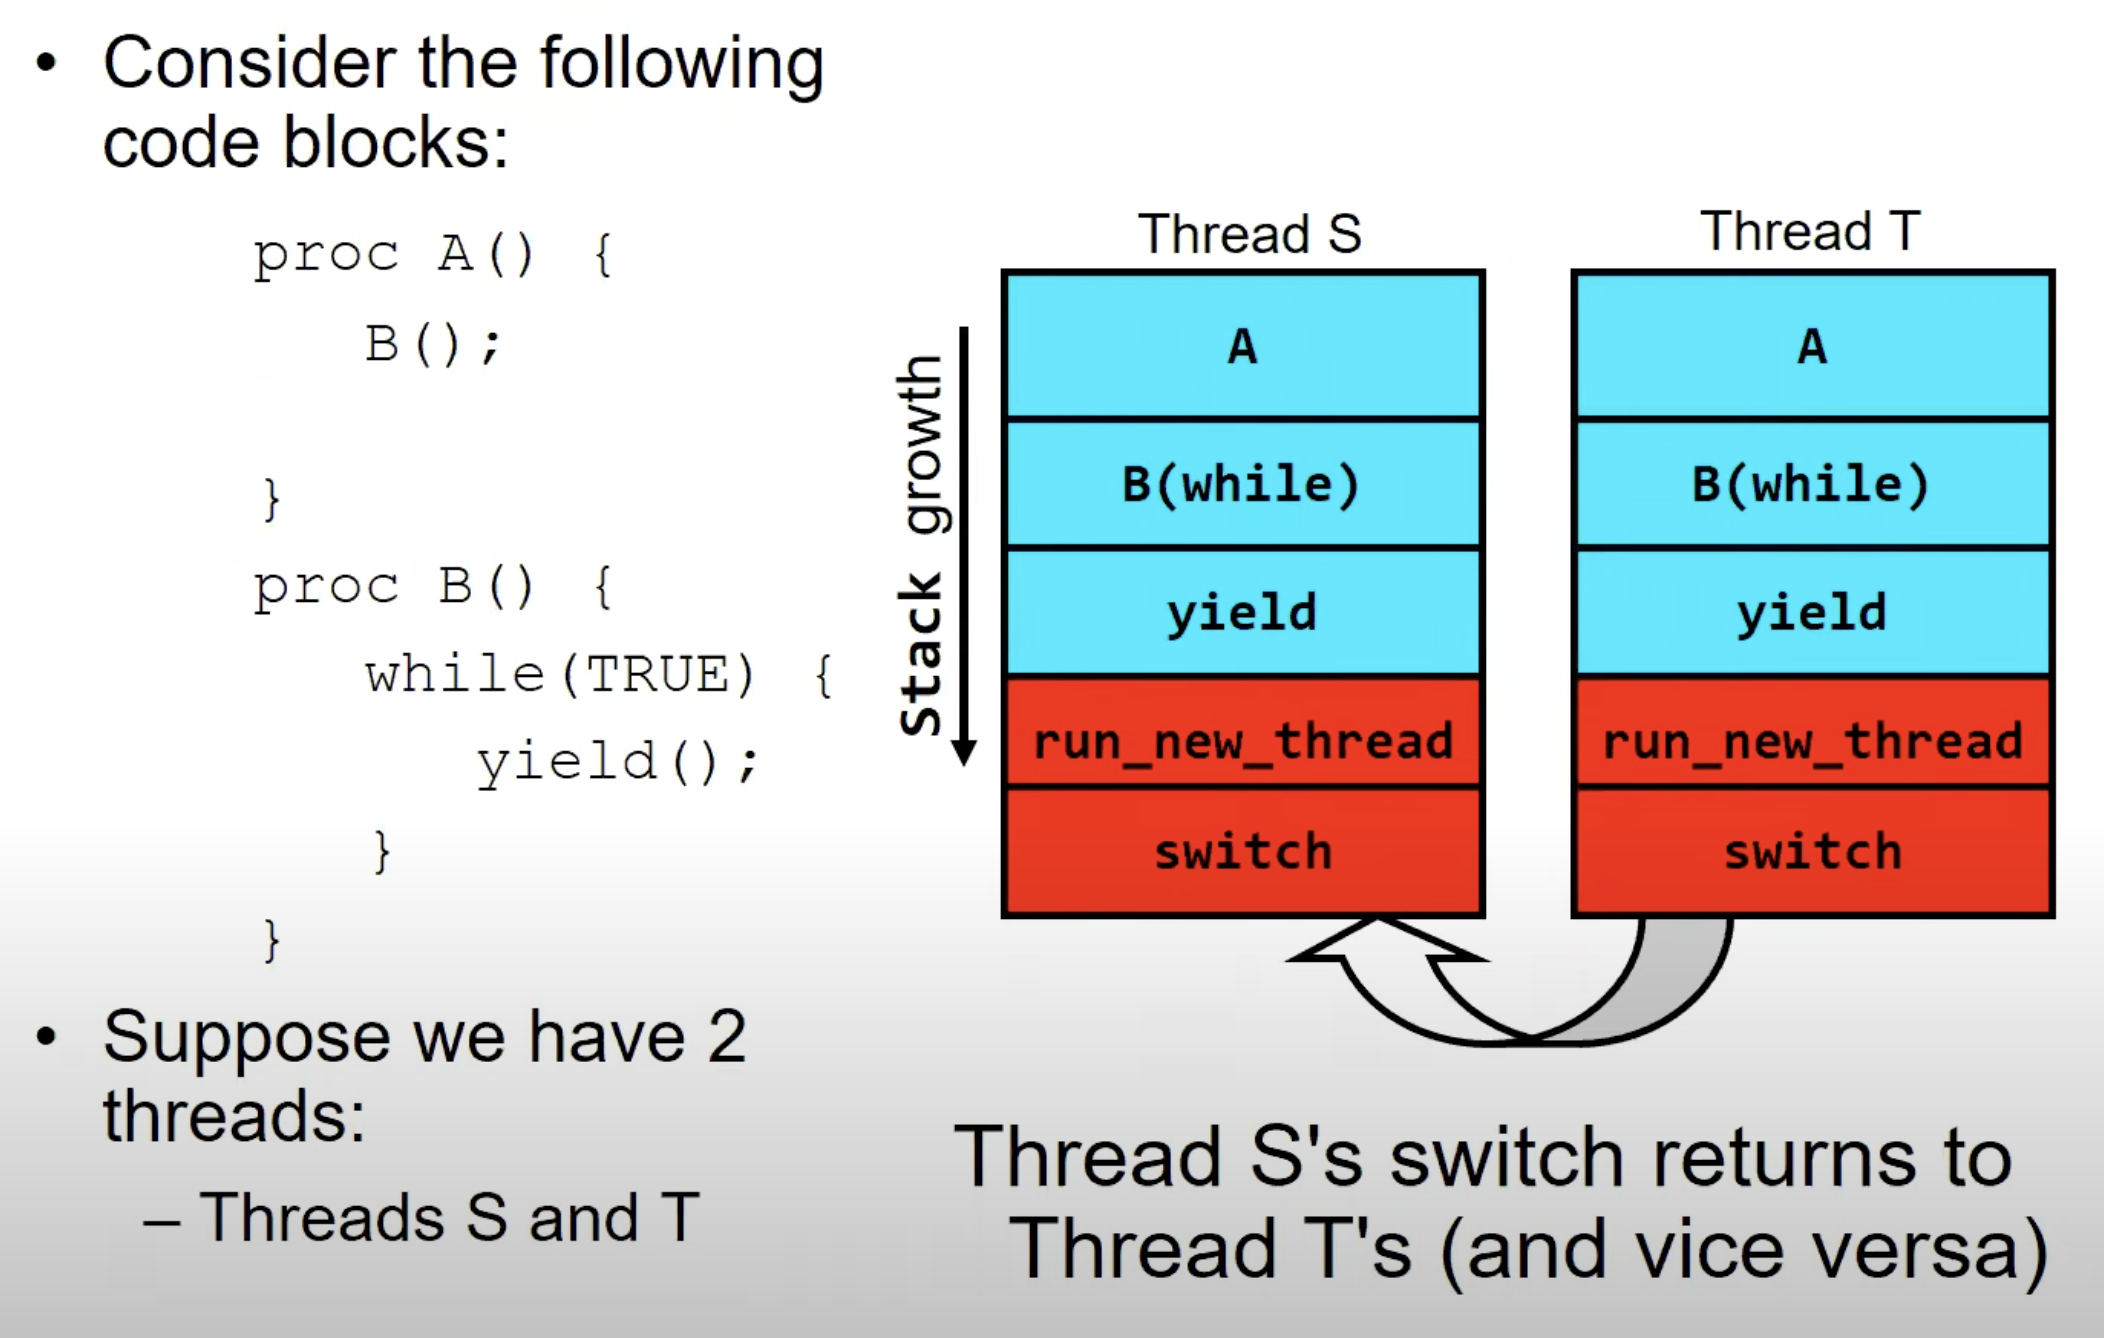 • Consider the following
code blocks:
proc A() {
B();
}
proc B() {
while(TRUE) {
yield();
}
}
• Suppose we have 2
threads:
– Threads S and T
Stack growth
Thread S
A
B(while)
yield
run_new_thread
switch
Thread T
A
B(while)
yield
run_new_thread
switch
Thread S's switch returns to
Thread T's (and vice versa)